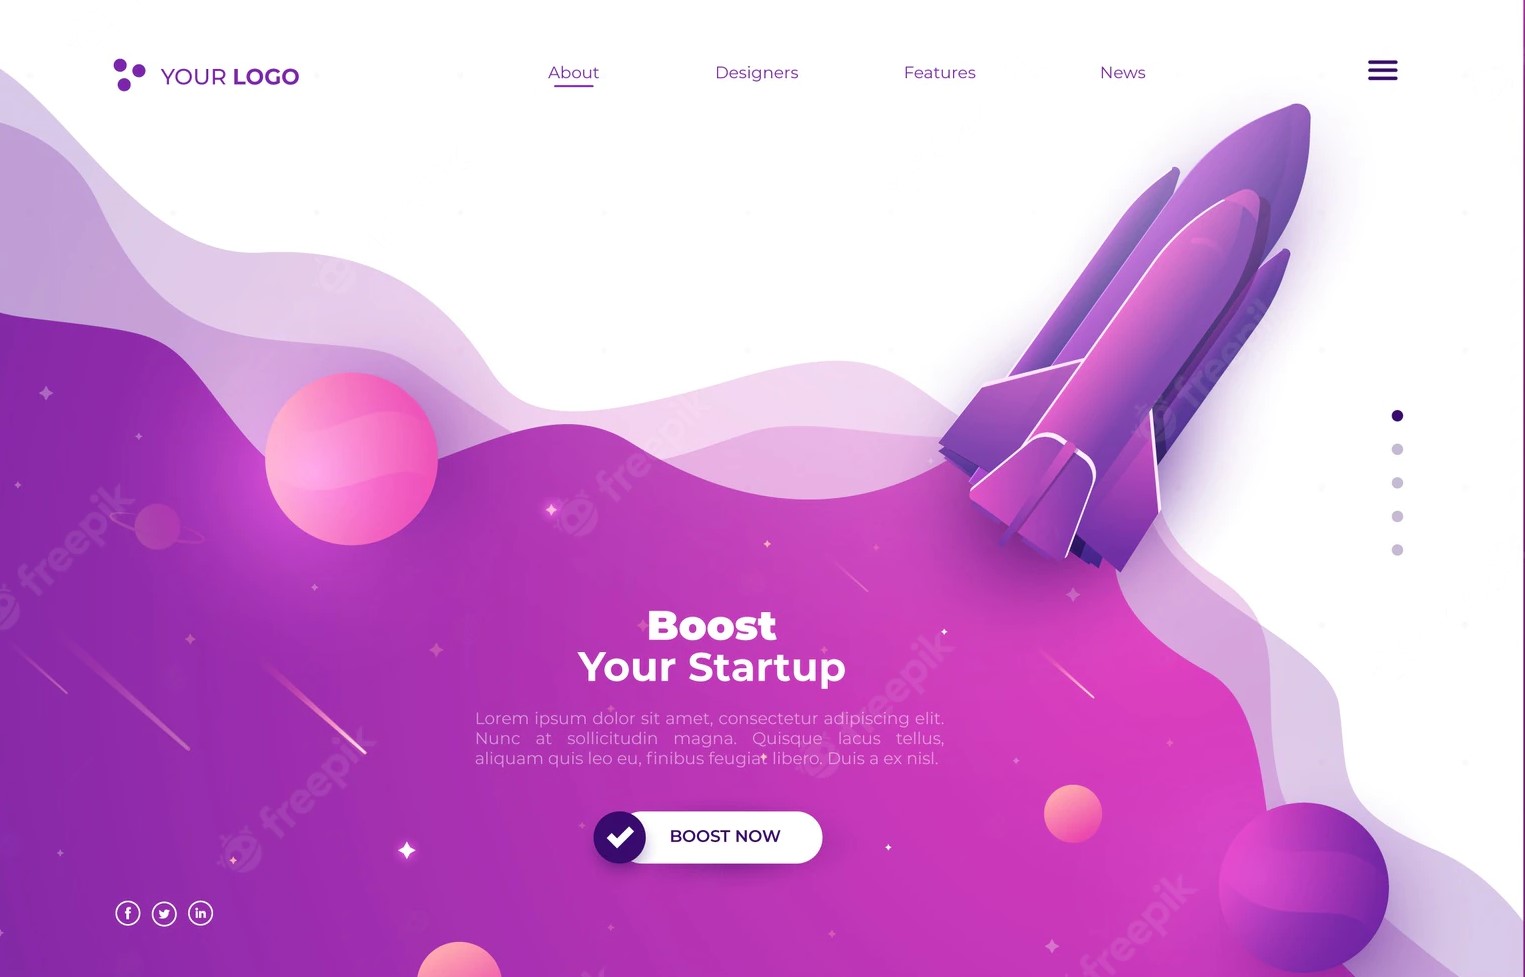 YOUR LOGO
About
Designers
Features
News
freepik
freepik
freepik
freepik
freepik
freepik
Boost
Your Startup
Lorem ipsum dolor sit amet, consectetur adipiscing elit.
Nunc at sollicitudin magna. Quisque lacus tellus,
aliquam quis leo eu, finibus feugiat libero. Duis a ex nisl.
BOOST NOW
f
in